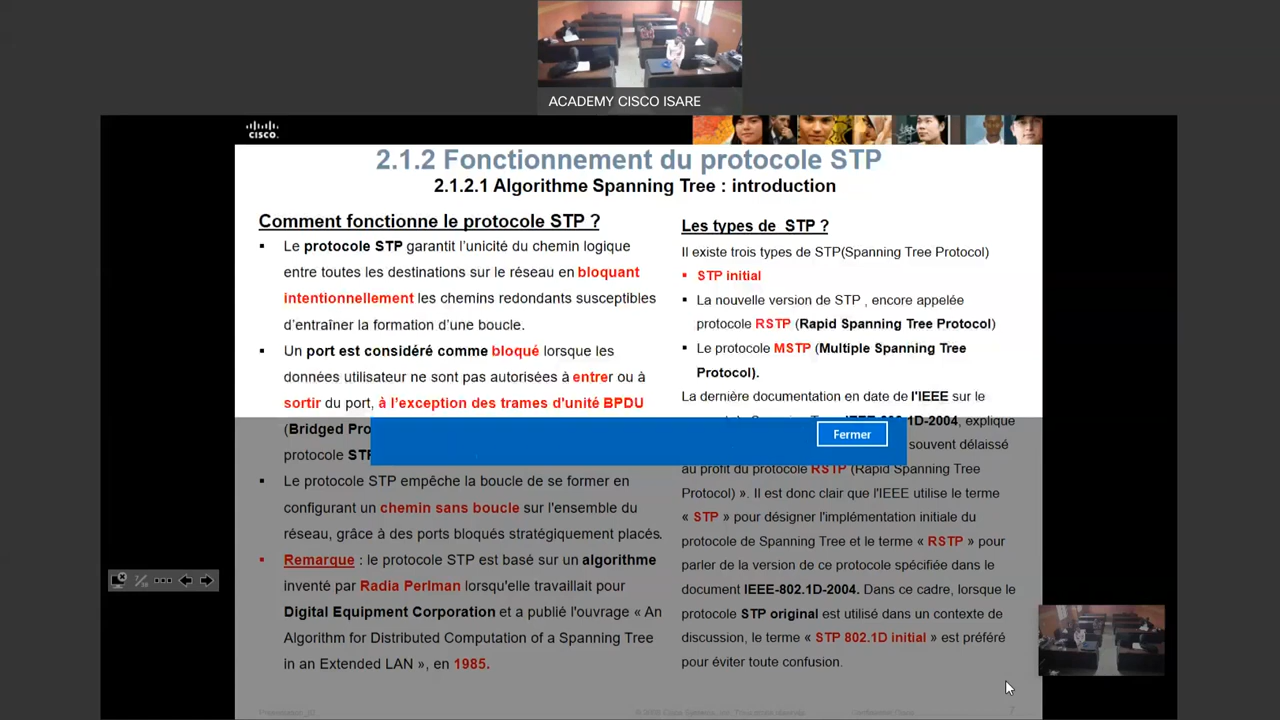 ACADEMY CISCO ISARE
CISCO
2.1.2 Fonctionnement du protocole STP
2.1.2.1 Algorithme Spanning Tree : introduction
Comment fonctionne le protocole STP ?
Le protocole STP garantit l'unicité du chemin logique
entre toutes les destinations sur le réseau en bloquant
intentionnellement les chemins redondants susceptibles
d'entraîner la formation d'une boucle.
Un port est considéré comme bloqué lorsque les
données utilisateur ne sont pas autorisées à entrer ou à
sortir du port, à l'exception des trames d'unité BPDU
(Bridged
protocole
Le protocole STP empêche la boucle de se former en
configurant un chemin sans boucle sur l'ensemble du
réseau, grâce à des ports bloqués stratégiquement placés.
Remarque : le protocole STP est basé sur un algorithme
inventé par Radia Perlman lorsqu'elle travaillait pour
Digital Equipment Corporation et a publié l'ouvrage « An
Algorithm for Distributed Computation of a Spanning Tree
in an Extended LAN », en 1985.
Les types de STP ?
Il existe trois types de STP(Spanning Tree Protocol)
STP initial
La nouvelle version de STP , encore appelée
protocole RSTP (Rapid Spanning Tree Protocol)
Le protocole MSTP (Multiple Spanning Tree
Protocol).
La dernière documentation en date de l'IEEE sur le
1D-2004, explique
souvent délaissé
au profit du protocole RSTP (Rapid Spanning Tree
Protocol) ». Il est donc clair que l'IEEE utilise le terme
« STP » pour désigner l'implémentation initiale du
protocole de Spanning Tree et le terme « RSTP » pour
parler de la version de ce protocole spécifiée dans le
document IEEE-802.1D-2004. Dans ce cadre, lorsque le
protocole STP original est utilisé dans un contexte de
discussion, le terme « STP 802.1D initial » est préféré
pour éviter toute confusion.
Fermer
7